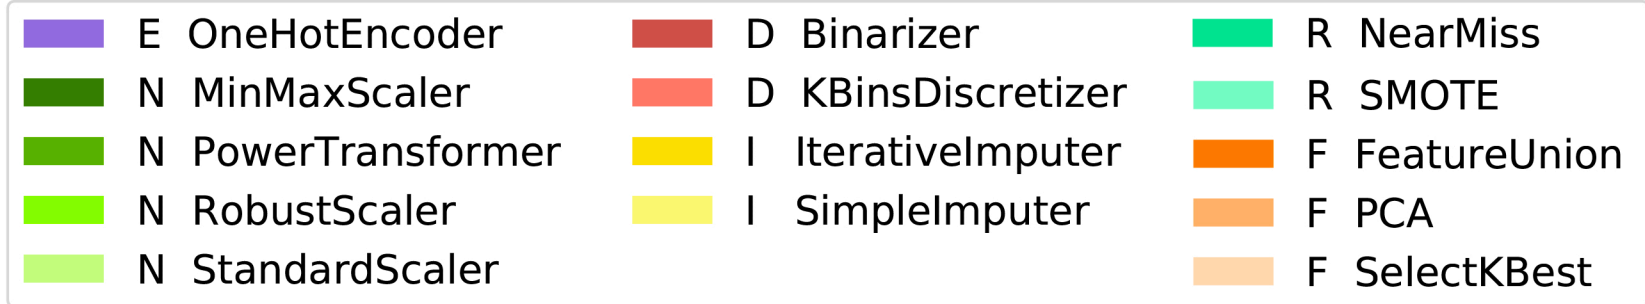 E OneHotEncoder
N MinMaxScaler
N PowerTransformer
N RobustScaler
N StandardScaler
D Binarizer
D KBinsDiscretizer
I IterativeImputer
I SimpleImputer
R NearMiss
R SMOTE
F FeatureUnion
F PCA
F SelectKBest